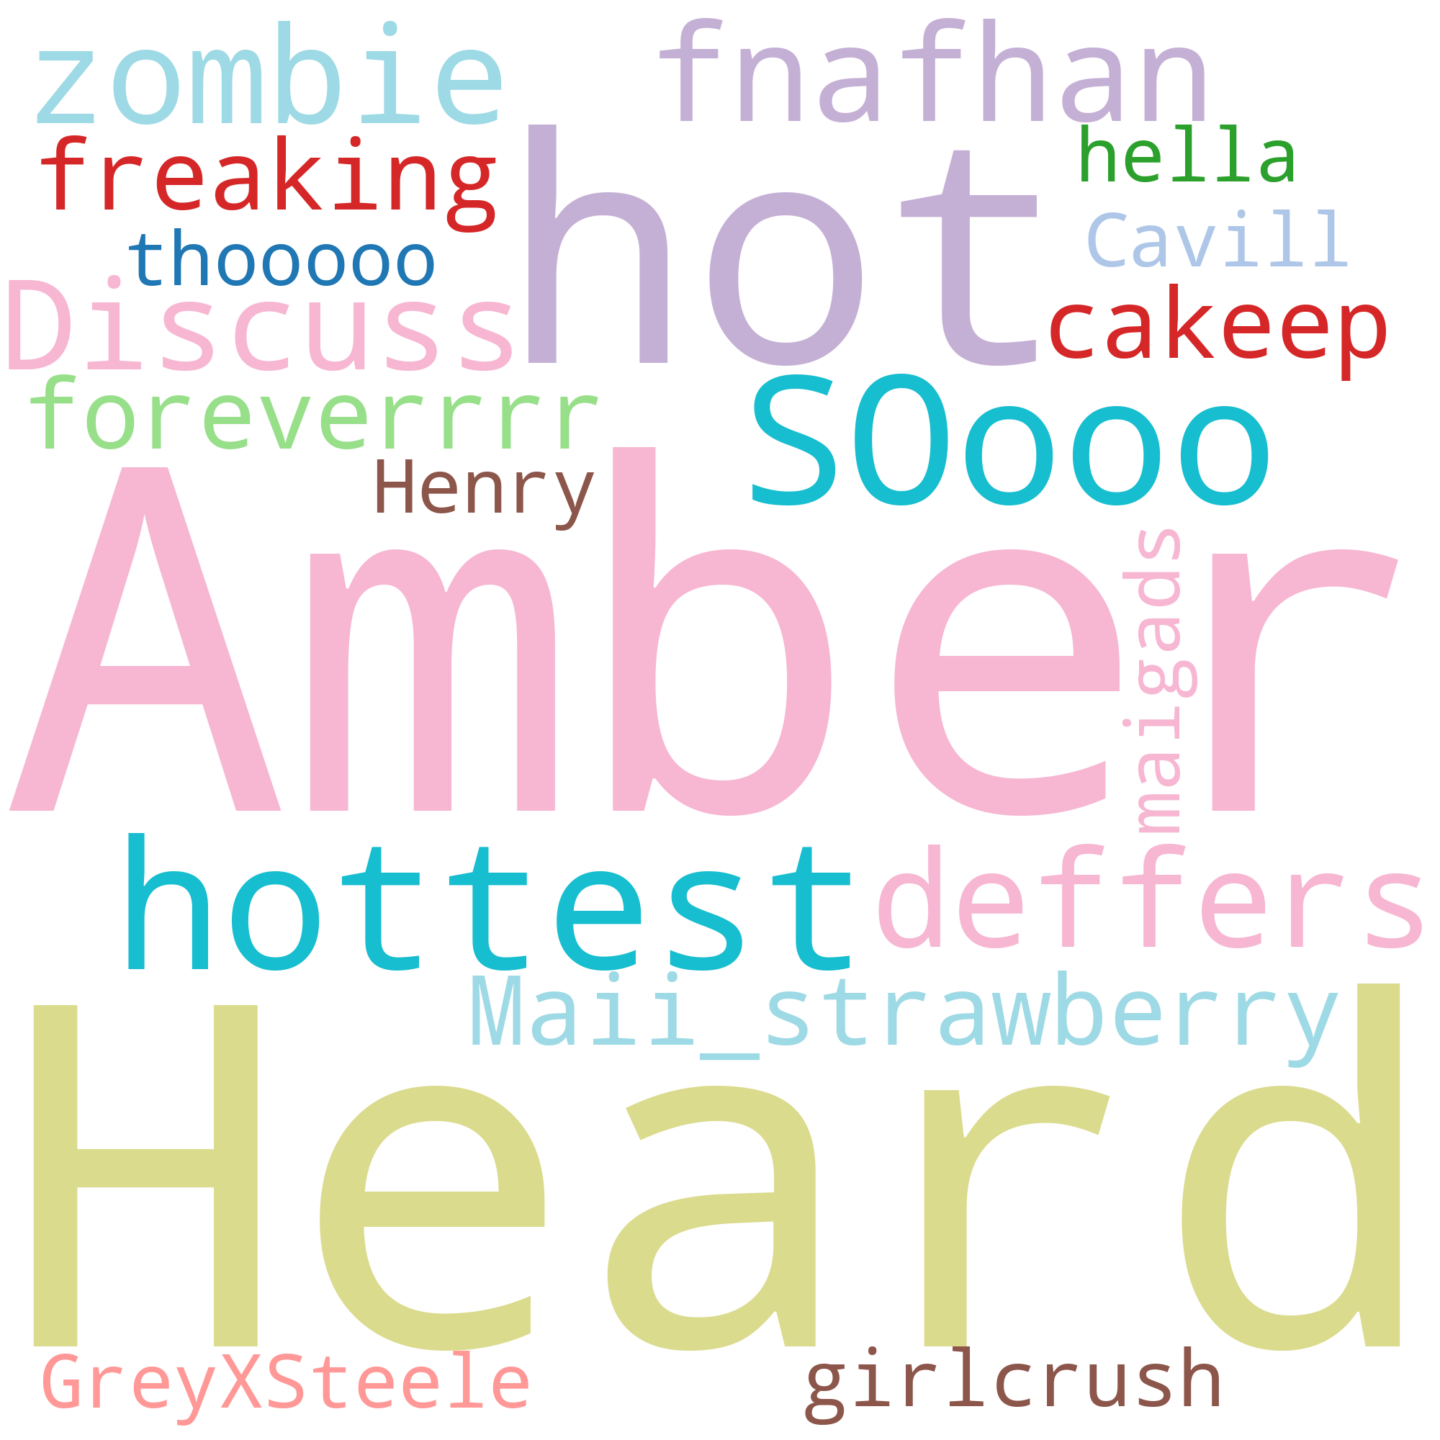 zombie
fnafhan
freaking
hot
hella
thooooo
Cavill
Discuss
cakeep
foreverrrr
SOooo
Henry
Amber
maigads
hottest
deffers
Maii_strawberry
Heard
GreyXSteele
girlcrush